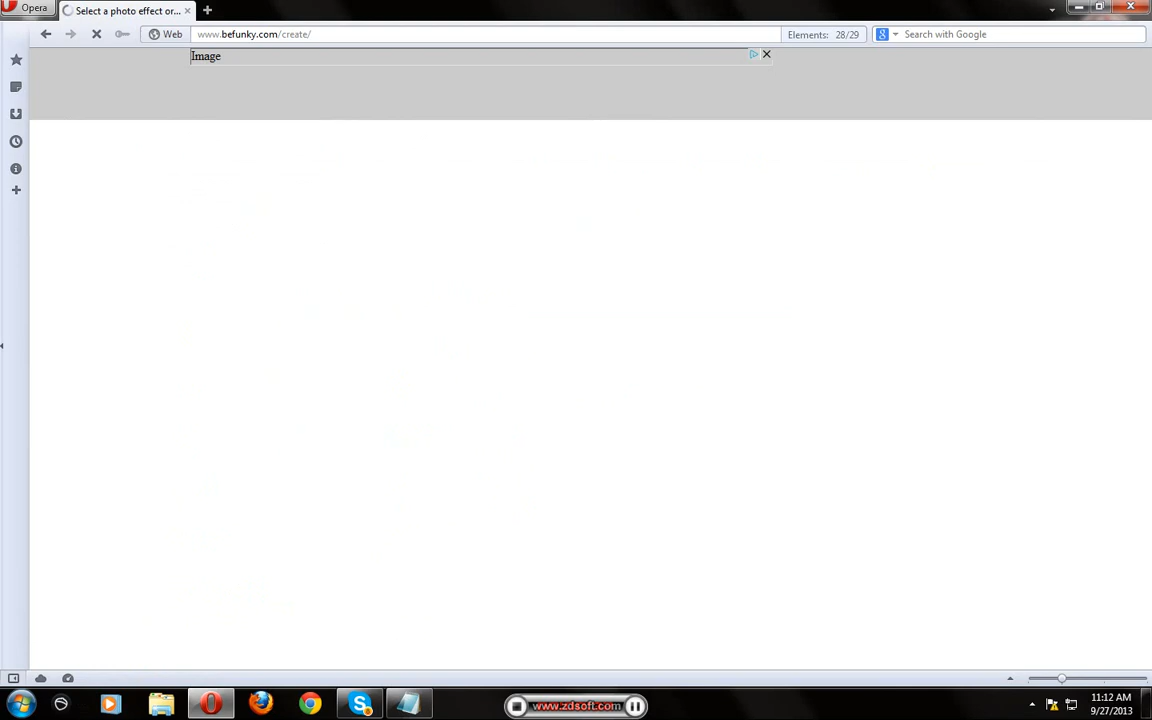 Opera
Select a photo effect or...
Web
www.befunky.com/create/
Elements: 28/29
Search with Google
Image
www.zdsoft.com
11:12 AM
9/27/2013